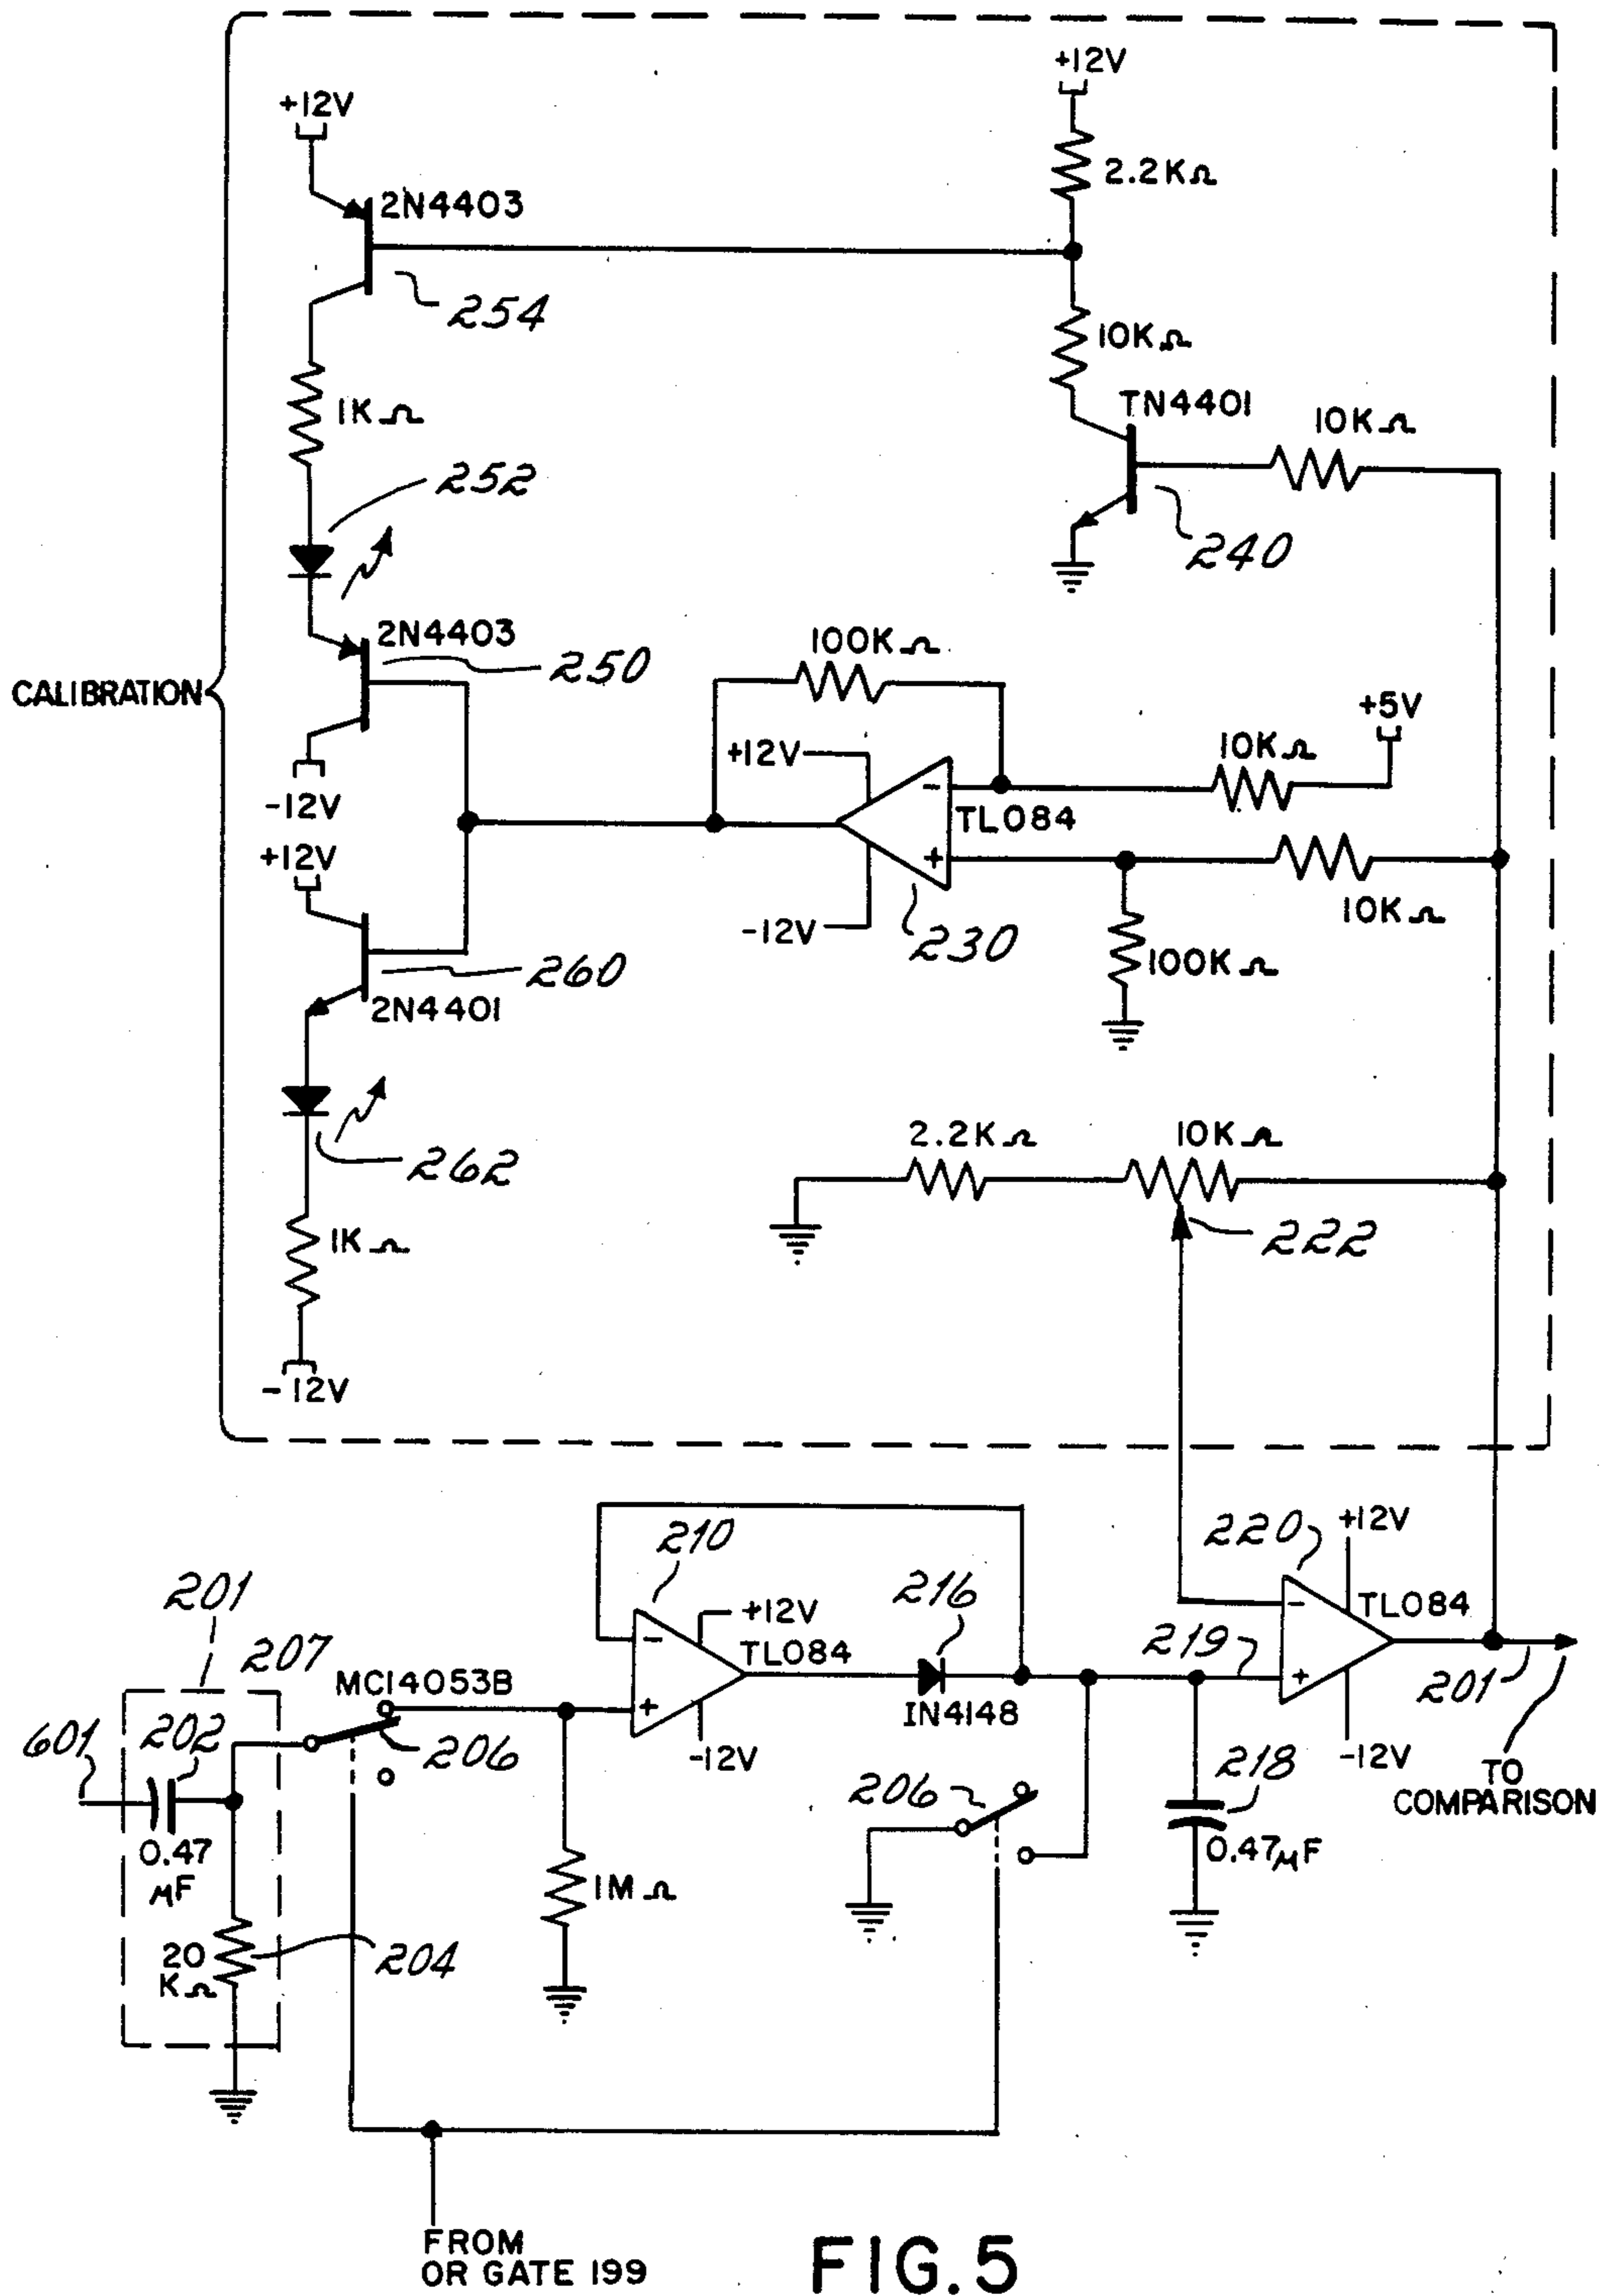 +12V
+12V
2.2KΩ
2N4403
254
10KΩ
1KΩ
TN4401
10KΩ
252
240
2N4403
100KΩ
250
CALIBRATION
+5V
+12V
10KΩ
-12V
-
TL084
+12V
+
10KΩ
-12V
230
260
100KΩ
2N4401
2.2KΩ
10KΩ
262
222
1KΩ
-12V
210
220
+12V
201
216
-
TL084
+12V
207
-
TL084
219
MC14053B
+
201
+
IN4148
601
202
206
-12V
-12V
218
TO
COMPARISON
206
0.47
μF
0.47μF
1MΩ
20
KΩ
204
FROM
OR GATE 199
FIG.5